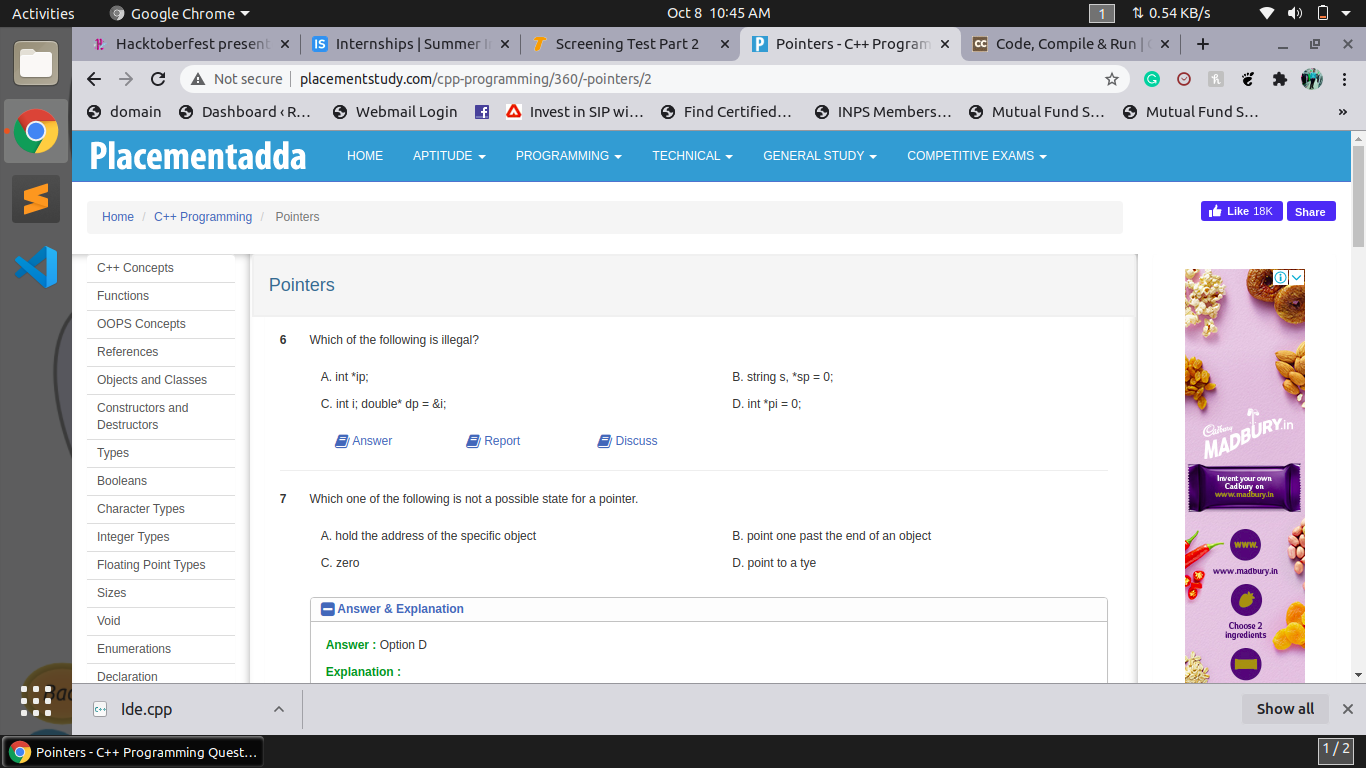 Activities Google Chrome Oct 8 10:45 AM 1 0.54 KB/s
Hacktoberfest present Internships | Summer I Screening Test Part 2 Pointers - C++ Program Code, Compile & Run |
Not secure | placementstudy.com/cpp-programming/360/-pointers/2
domain Dashboard ‹ R... Webmail Login Invest in SIP wi... Find Certified... INPS Members... Mutual Fund S... Mutual Fund S... »
Placementadda HOME APTITUDE PROGRAMMING TECHNICAL GENERAL STUDY COMPETITIVE EXAMS
Home / C++ Programming / Pointers
Like 18K Share
C++ Concepts
Functions
OOPS Concepts
References
Objects and Classes
Constructors and
Destructors
Types
Booleans
Character Types
Integer Types
Floating Point Types
Sizes
Void
Enumerations
Declaration
Pointers
6 Which of the following is illegal?
A. int *ip; B. string s, *sp = 0;
C. int i; double* dp = &i; D. int *pi = 0;
Answer Report Discuss
7 Which one of the following is not a possible state for a pointer.
A. hold the address of the specific object B. point one past the end of an object
C. zero D. point to a tye
Answer & Explanation
Answer : Option D
Explanation :
Cadbury
MADBURY.in
Invent your own
Cadbury on
www.madbury.in
www.
www.madbury.in
Choose 2
ingredients
Ide.cpp Show all
Pointers - C++ Programming Quest... 1 / 2